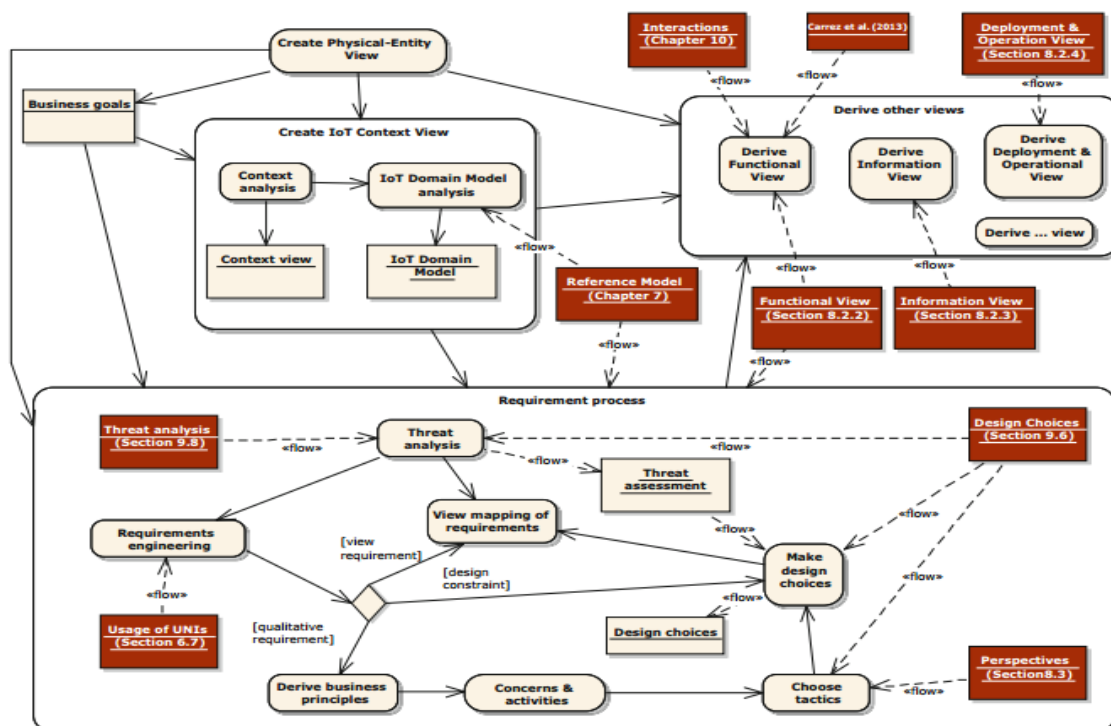 Create Physical-Entity
View
Interactions
(Chapter 10)
Carrez et al. (2013)
Deployment &
Operation View
(Section 8.2.4)
«flow»
«flow»
«flow»
Business goals
Create IoT Context View
Context
analysis
IoT Domain Model
analysis
Context view
IoT Domain
Model
«flow»
Derive other views
Derive
Functional
View
Derive
Information
View
Derive
Deployment &
Operational
View
Derive ... view
Reference Model
(Chapter 7)
«flow»
Functional View
(Section 8.2.2)
Information View
(Section 8.2.3)
«flow»
«flow»
«flow»
Requirement process
Threat analysis
(Section 9.8)
«flow»
Threat
analysis
«flow»
«flow»
Design Choices
(Section 9.6)
Threat
assessment
View mapping of
requirements
Requirements
engineering
[view
requirement]
[design
constraint]
«flow»
«flow»
Make
design
choices
«flow»
«flow»
«flow»
Usage of UNIs
(Section 6.7)
[qualitative
requirement]
Design choices
Derive business
principles
Concerns &
activities
Choose
tactics
«flow»
Perspectives
(Section8.3)